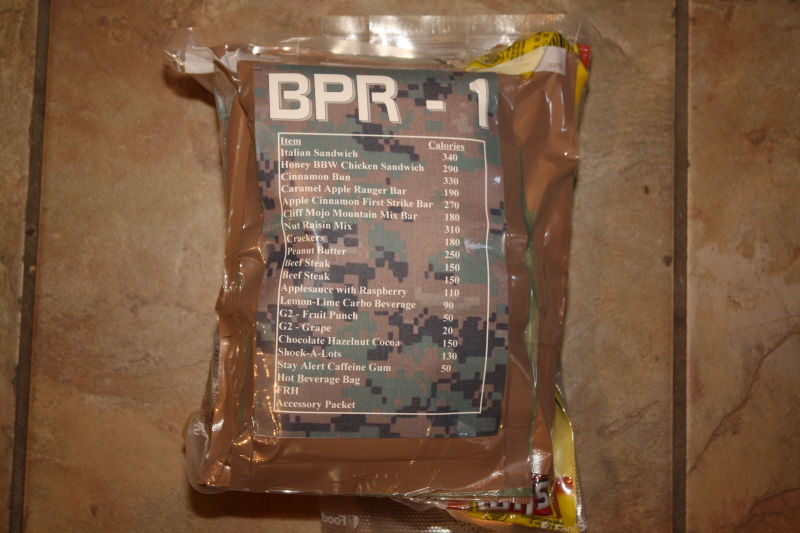 BPR - 1
Item Calories
Italian Sandwich 340
Honey BBW Chicken Sandwich 290
Cinnamon Bun 330
Caramel Apple Ranger Bar 190
Apple Cinnamon First Strike Bar 270
Cliff Mojo Mountain Mix Bar 180
Nut Raisin Mix 310
Crackers 180
Peanut Butter 250
Beef Steak 150
Beef Steak 150
Applesauce with Raspberry 110
Lemon-Lime Carbo Beverage 90
G2 - Fruit Punch 50
G2 - Grape 20
Chocolate Hazelnut Cocoa 150
Shock-A-Lots 130
Stay Alert Caffeine Gum 50
Hot Beverage Bag
FRH
Accessory Packet
Food